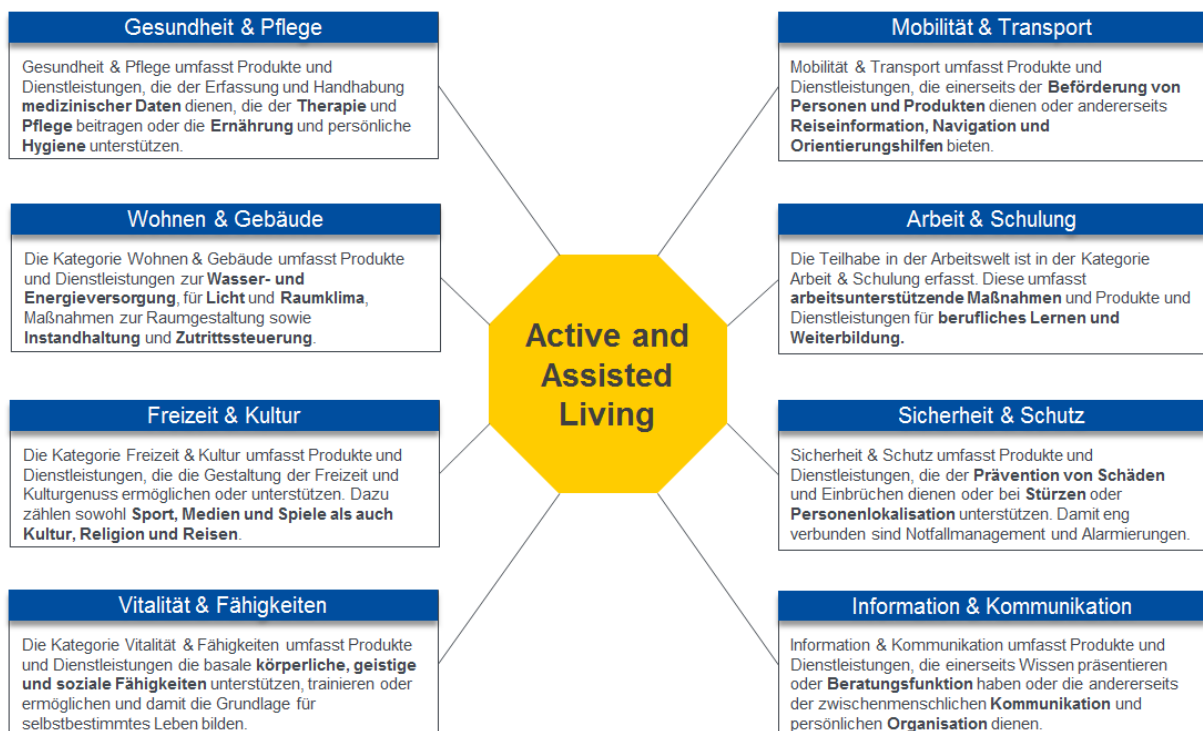 Gesundheit & Pflege
Gesundheit & Pflege umfasst Produkte und
Dienstleistungen, die der Erfassung und Handhabung
medizinischer Daten dienen, die der Therapie und
Pflege beitragen oder die Ernährung und persönliche
Hygiene unterstützen.
Wohnen & Gebäude
Die Kategorie Wohnen & Gebäude umfasst Produkte
und Dienstleistungen zur Wasser- und
Energieversorgung, für Licht und Raumklima,
Maßnahmen zur Raumgestaltung sowie
Instandhaltung und Zutrittssteuerung.
Freizeit & Kultur
Die Kategorie Freizeit & Kultur umfasst Produkte und
Dienstleistungen, die die Gestaltung der Freizeit und
Kulturgenuss ermöglichen oder unterstützen. Dazu
zählen sowohl Sport, Medien und Spiele als auch
Kultur, Religion und Reisen.
Vitalität & Fähigkeiten
Die Kategorie Vitalität & Fähigkeiten umfasst Produkte
und Dienstleistungen die basale körperliche, geistige
und soziale Fähigkeiten unterstützen, trainieren oder
ermöglichen und damit die Grundlage für
selbstbestimmtes Leben bilden.
Active and
Assisted
Living
Mobilität & Transport
Mobilität & Transport umfasst Produkte und
Dienstleistungen, die einerseits der Beförderung von
Personen und Produkten dienen oder andererseits
Reiseinformation, Navigation und
Orientierungshilfen bieten.
Arbeit & Schulung
Die Teilhabe in der Arbeitswelt ist in der Kategorie
Arbeit & Schulung erfasst. Diese umfasst
arbeitsunterstützende Maßnahmen und Produkte und
Dienstleistungen für berufliches Lernen und
Weiterbildung.
Sicherheit & Schutz
Sicherheit & Schutz umfasst Produkte und
Dienstleistungen, die der Prävention von Schäden
und Einbrüchen dienen oder bei Stürzen oder
Personenlokalisation unterstützen. Damit eng
verbunden sind Notfallmanagement und Alarmierungen.
Information & Kommunikation
Information & Kommunikation umfasst Produkte und
Dienstleistungen, die einerseits Wissen präsentieren
oder Beratungsfunktion haben oder die andererseits
der zwischenmenschlichen Kommunikation und
persönlichen Organisation dienen.